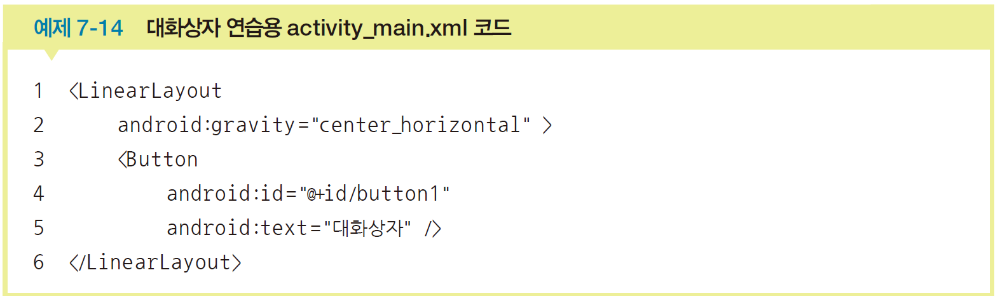 예제 7-14 대화상자 연습용 activity_main.xml 코드
1 <LinearLayout
2 android:gravity="center_horizontal" >
3 <Button
4 android:id="@+id/button1"
5 android:text="대화상자" />
6 </LinearLayout>